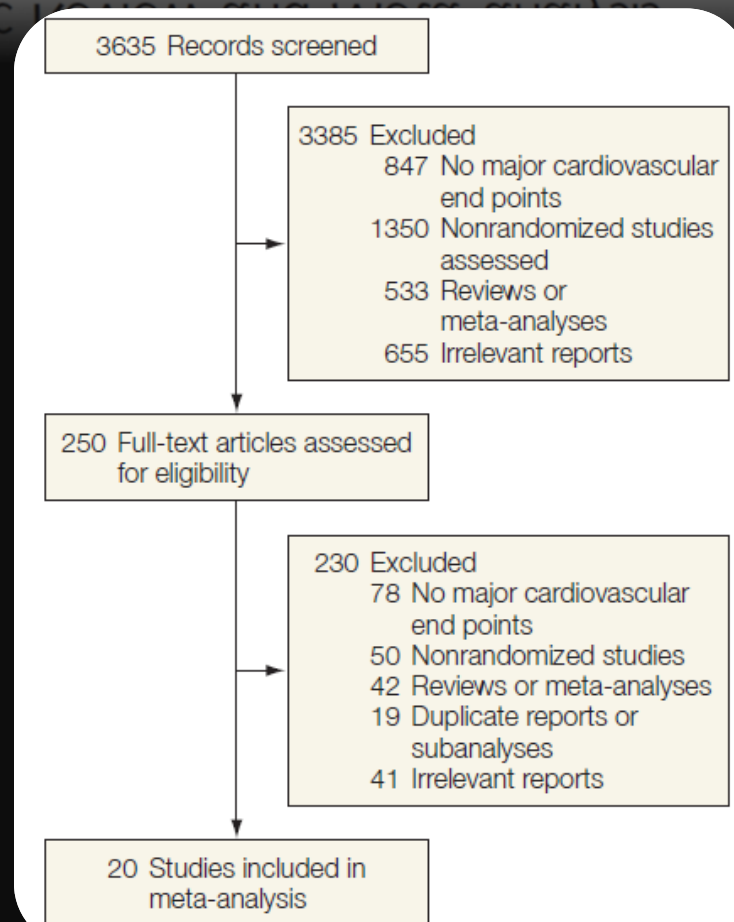 3635 Records screened
3385 Excluded
847 No major cardiovascular
end points
1350 Nonrandomized studies
assessed
533 Reviews or
meta-analyses
655 Irrelevant reports
250 Full-text articles assessed
for eligibility
230 Excluded
78 No major cardiovascular
end points
50 Nonrandomized studies
42 Reviews or meta-analyses
19 Duplicate reports or
subanalyses
41 Irrelevant reports
20 Studies included in
meta-analysis